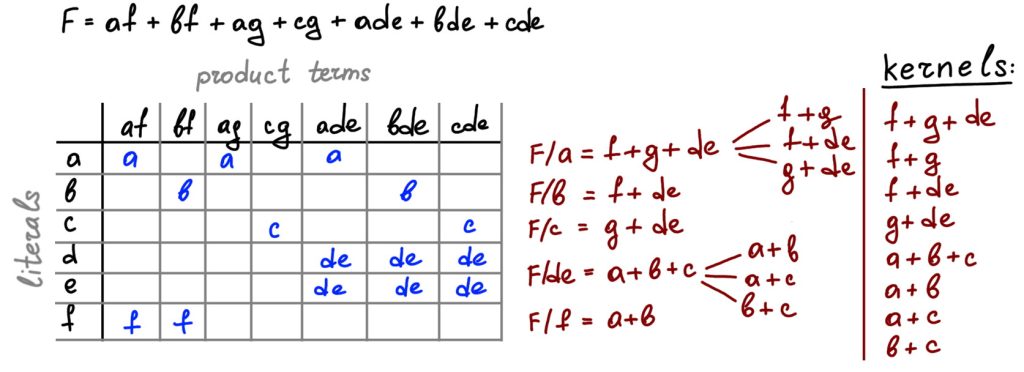 F = af + bf + ag + cg + ade + bde + cde
product terms
literals
af bf ag cg ade bde cde
a a a a
b b b
c c c
d de de de
e de de de
f f f
F/a = f+g+de
f+g
f+de
g+de
F/b = f+de
F/c = g+de
F/de = a+b+c
a+b
a+c
b+c
F/f = a+b
kernels:
f+g+de
f+g
f+de
g+de
a+b+c
a+b
a+c
b+c